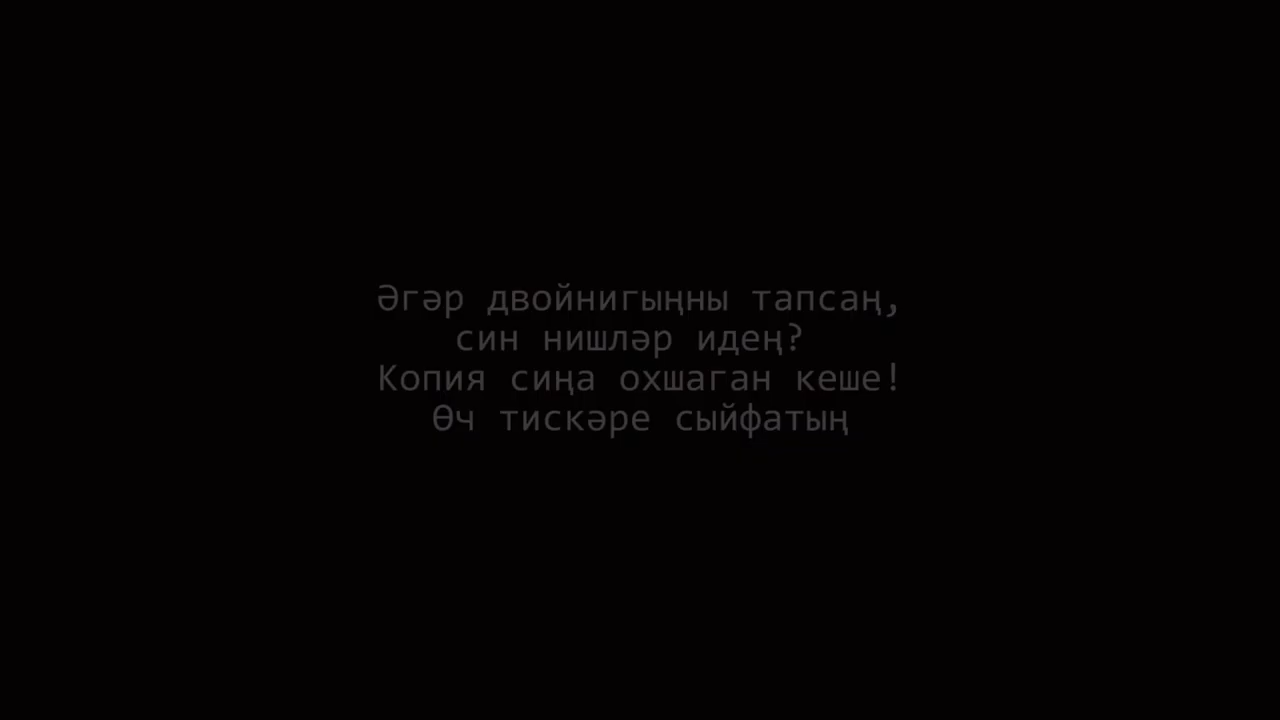 Әгәр двойнигыңны тапсаң,
син нишләр идең?
Копия сиңа охшаган кеше!
Өч тискәре сыйфатың